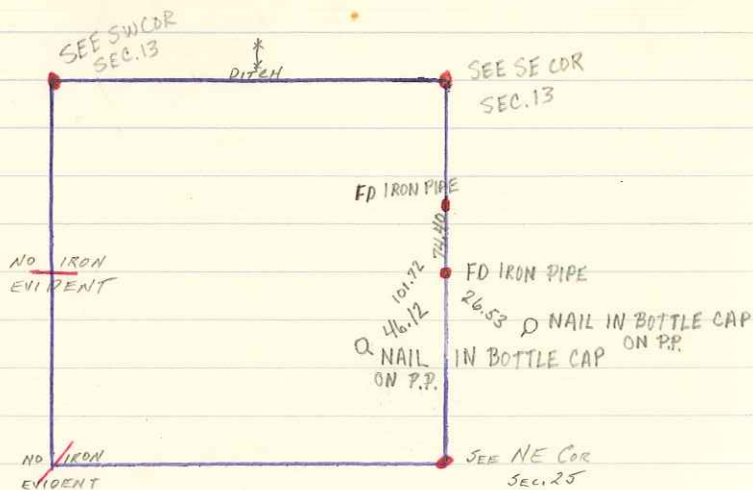 SEE SW COR
SEC. 13
DITCH
SEE SE COR
SEC. 13
FD IRON PIPE
74.40
NO IRON
EVIDENT
FD IRON PIPE
101.72
46.12
26.53
NAIL IN BOTTLE CAP
ON P.P.
NAIL IN BOTTLE CAP
ON P.P.
NO IRON
EVIDENT
SEE NE COR
SEC. 25